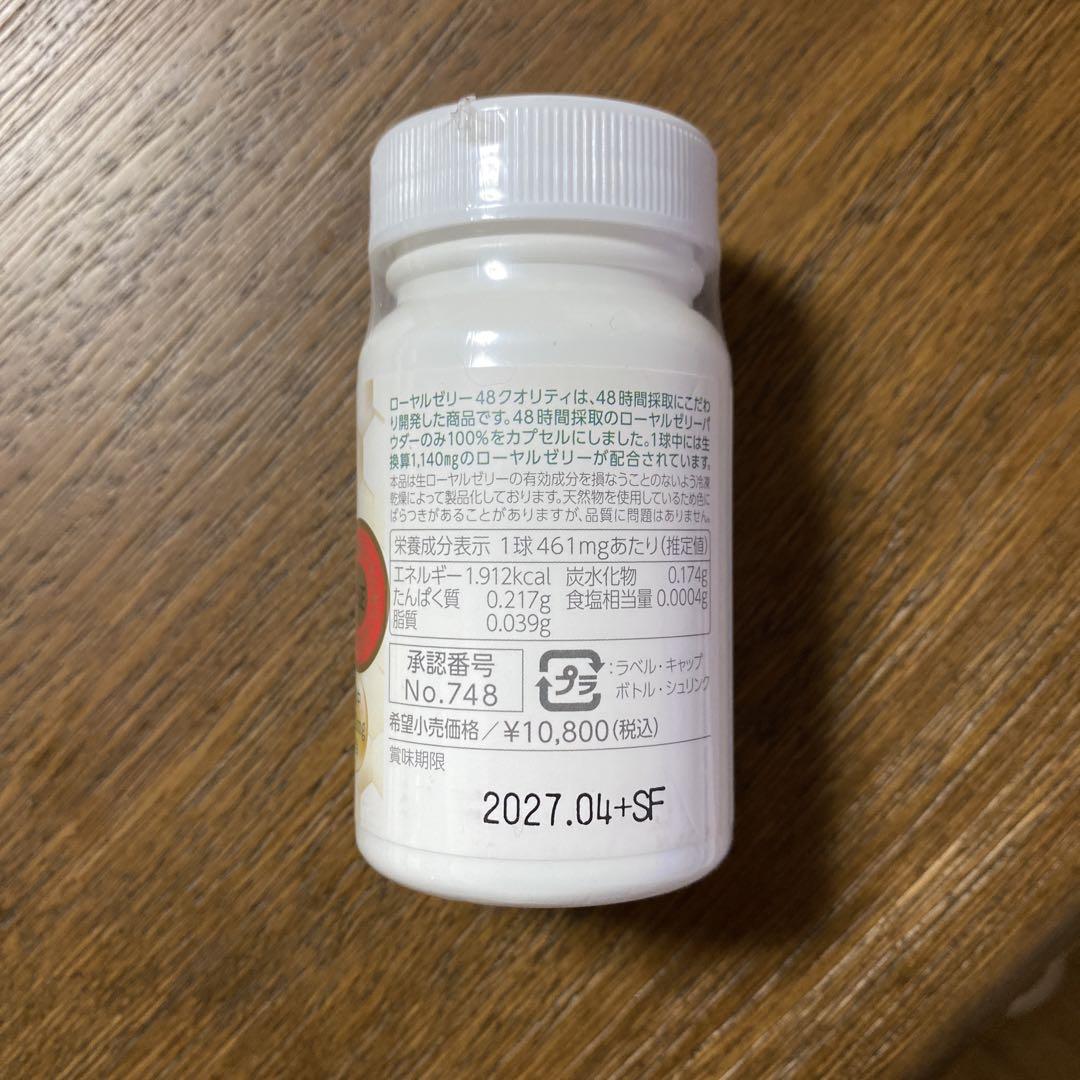 ローヤルゼリー48クオリティは、48時間採取にこだわ
り開発した商品です。48時間採取のローヤルゼリーパ
ウダーのみ100%をカプセルにしました。1球中には生
換算1,140mgのローヤルゼリーが配合されています。
本品は生ローヤルゼリーの有効成分を損なうことのないよう冷凍
乾燥によって製品化しております。天然物を使用しているため色に
ばらつきがあることがありますが、品質に問題はありません。
栄養成分表示 1球461mgあたり(推定値)
エネルギー 1.912kcal 炭水化物 0.174g
たんぱく質 0.217g 食塩相当量 0.0004g
脂質 0.039g
承認番号
No.748
プラ
:ラベル・キャップ
ボトル・シュリンク
希望小売価格/¥10,800(税込)
賞味期限
2027.04+SF